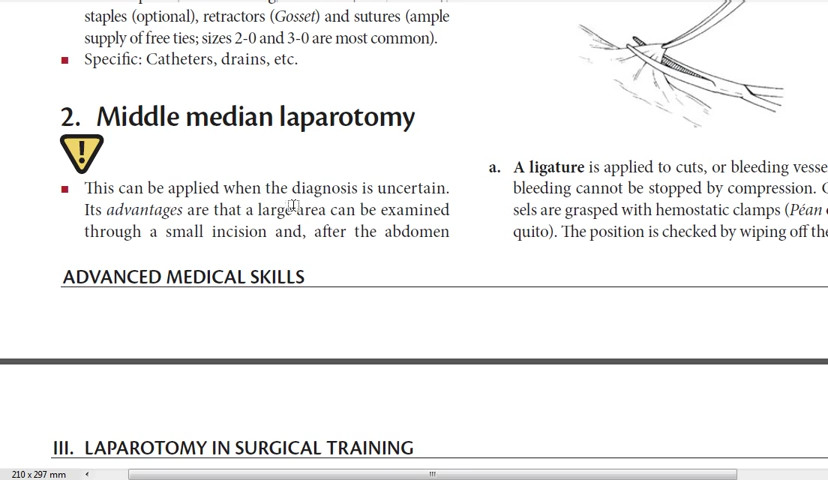 staples (optional), retractors (Gosset) and sutures (ample
supply of free ties; sizes 2-0 and 3-0 are most common).
Specific: Catheters, drains, etc.
2. Middle median laparotomy
This can be applied when the diagnosis is uncertain.
Its advantages are that a large area can be examined
through a small incision and, after the abdomen
ADVANCED MEDICAL SKILLS
a. A ligature is applied to cuts, or bleeding vesse
bleeding cannot be stopped by compression.
sels are grasped with hemostatic clamps (Péan
quito). The position is checked by wiping off the
III. LAPAROTOMY IN SURGICAL TRAINING
210 x 297 mm